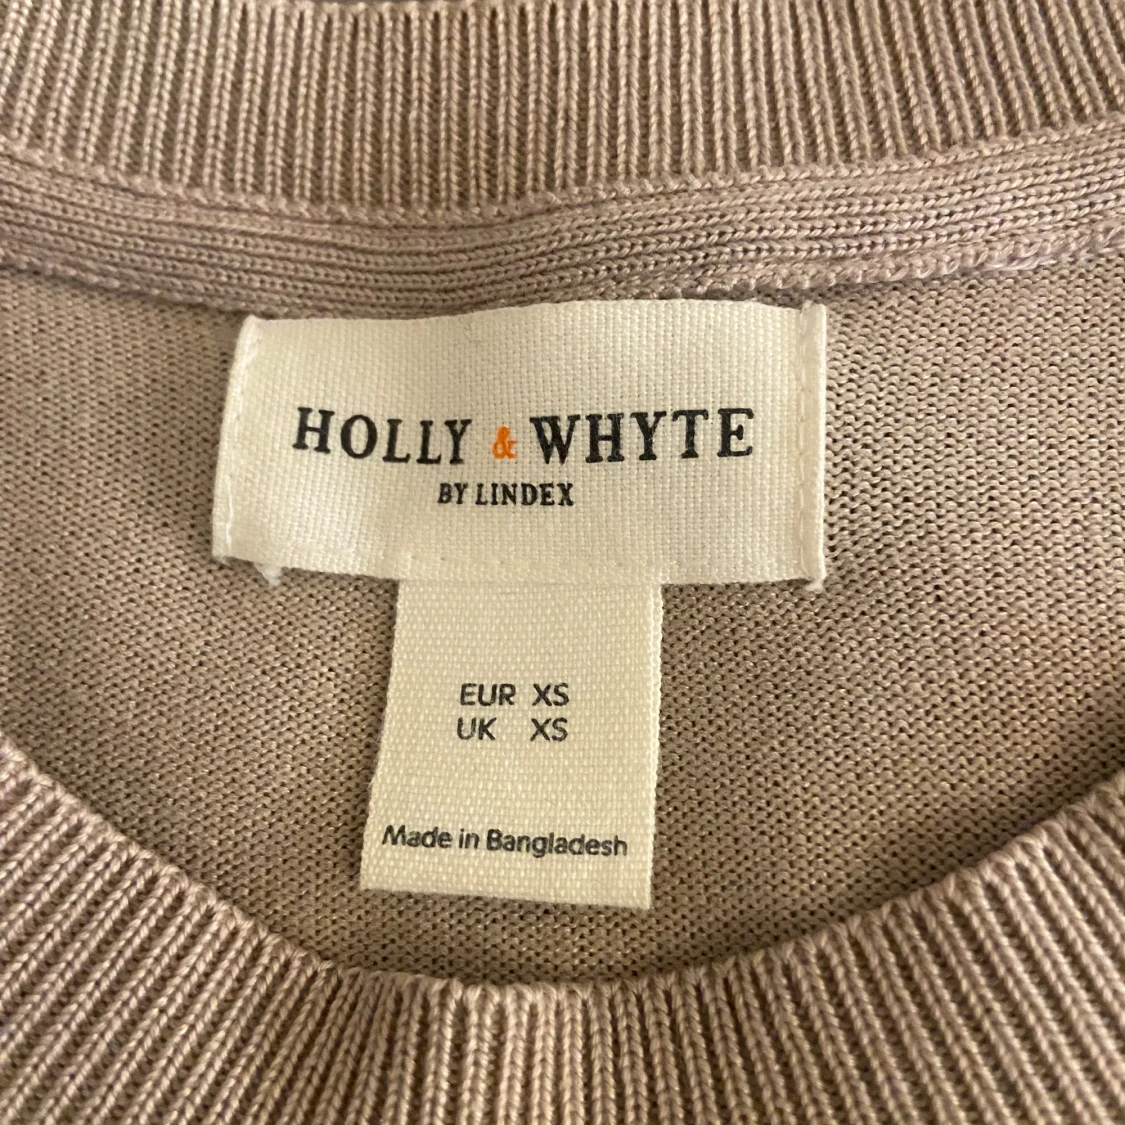 HOLLY & WHYTE
BY LINDEX
EUR XS
UK XS
Made in Bangladesh